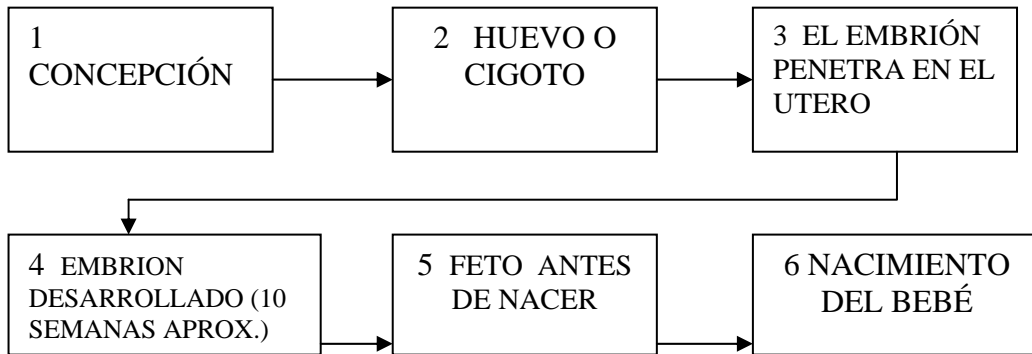 1
CONCEPCIÓN
2 HUEVO O
CIGOTO
3 EL EMBRIÓN
PENETRA EN EL
UTERO
4 EMBRION
DESARROLLADO (10
SEMANAS APROX.)
5 FETO ANTES
DE NACER
6 NACIMIENTO
DEL BEBÉ